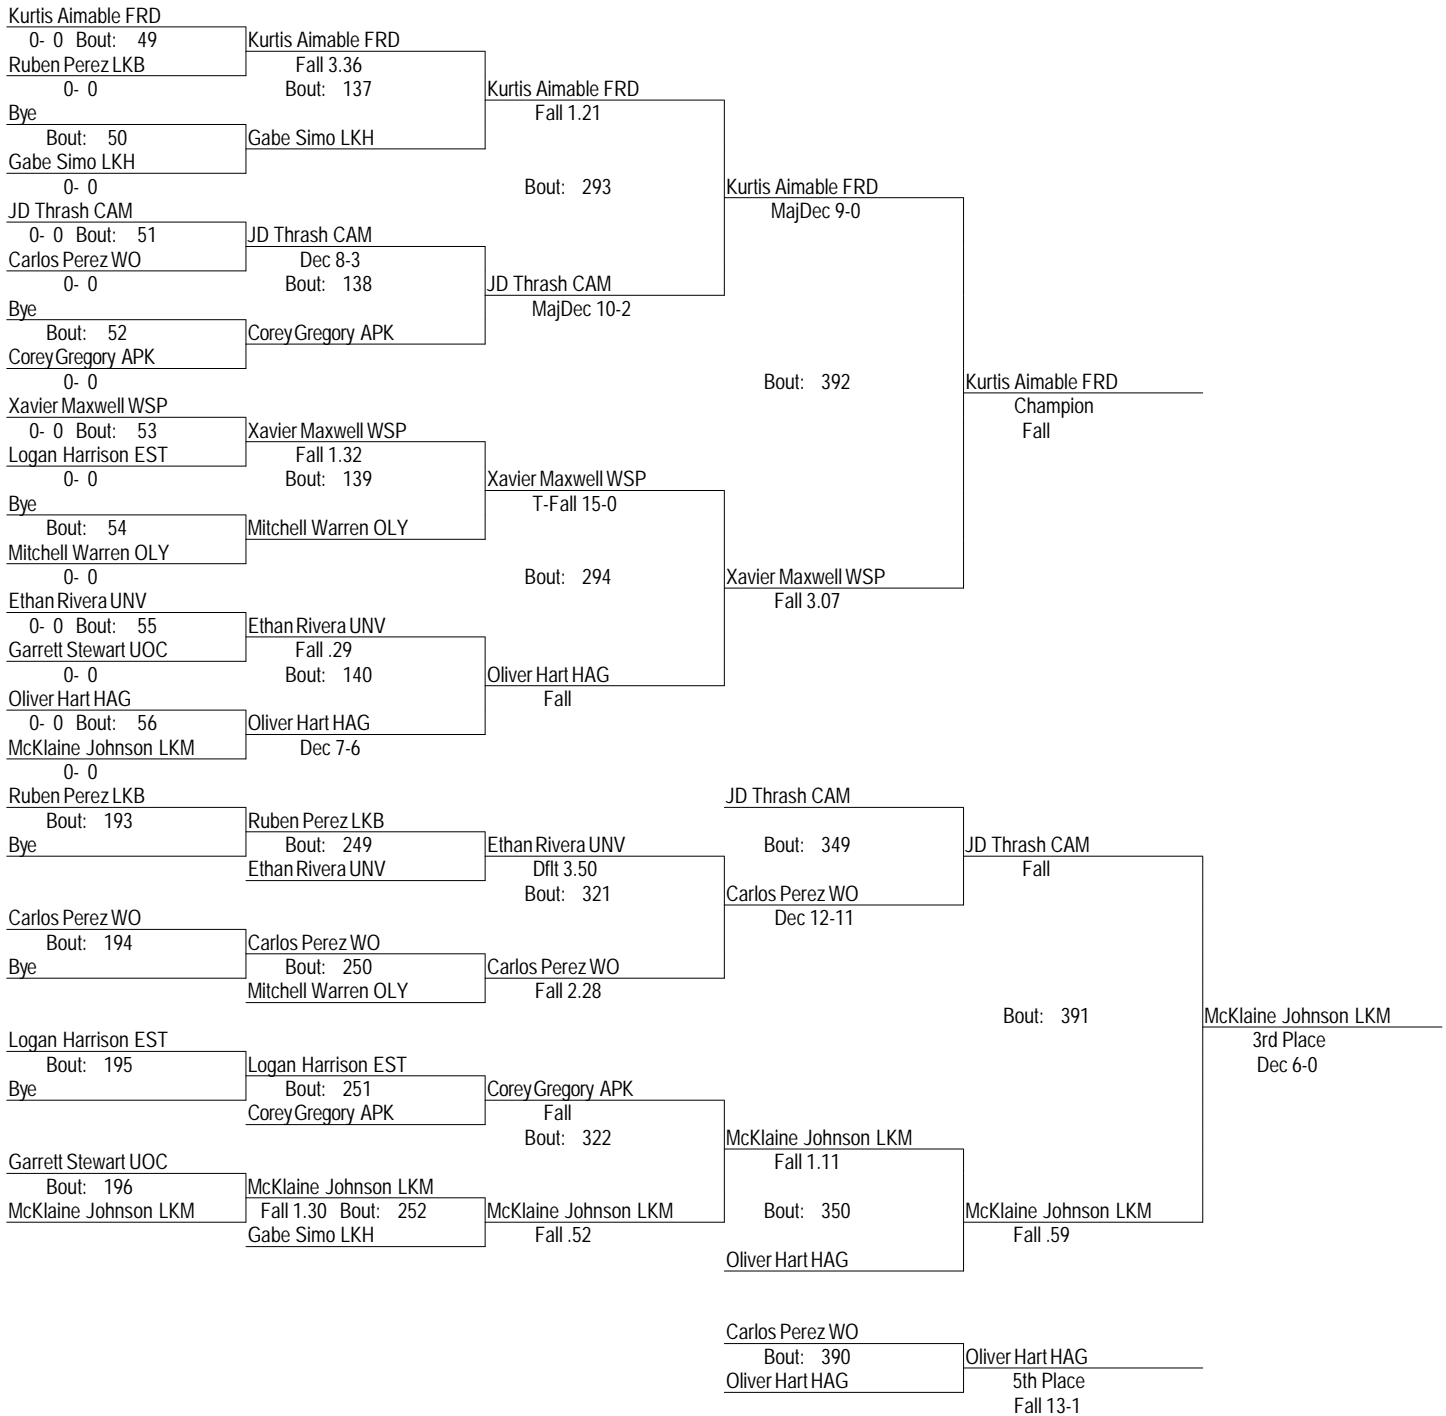 Kurtis Aimable FRD
0- 0 Bout: 49
Kurtis Aimable FRD
Ruben Perez LKB
Fall 3.36
0- 0
Bout: 137
Kurtis Aimable FRD
Bye
Fall 1.21
Bout: 50
Gabe Simo LKH
Gabe Simo LKH
0- 0
Bout: 293
Kurtis Aimable FRD
JD Thrash CAM
MajDec 9-0
0- 0 Bout: 51
JD Thrash CAM
Carlos Perez WO
Dec 8-3
0- 0
Bout: 138
JD Thrash CAM
Bye
MajDec 10-2
Bout: 52
Corey Gregory APK
Corey Gregory APK
0- 0
Bout: 392
Kurtis Aimable FRD
Xavier Maxwell WSP
Champion
0- 0 Bout: 53
Xavier Maxwell WSP
Fall
Logan Harrison EST
Fall 1.32
0- 0
Bout: 139
Xavier Maxwell WSP
Bye
T-Fall 15-0
Bout: 54
Mitchell Warren OLY
Mitchell Warren OLY
0- 0
Bout: 294
Xavier Maxwell WSP
Ethan Rivera UNV
Fall 3.07
0- 0 Bout: 55
Ethan Rivera UNV
Garrett Stewart UOC
Fall .29
0- 0
Bout: 140
Oliver Hart HAG
Oliver Hart HAG
Fall
0- 0 Bout: 56
Oliver Hart HAG
McKlaine Johnson LKM
Dec 7-6
0- 0
Ruben Perez LKB
JD Thrash CAM
Bout: 193
Ruben Perez LKB
Bye
Bout: 249
Ethan Rivera UNV
Bout: 349
JD Thrash CAM
Ethan Rivera UNV
Dflt 3.50
Fall
Bout: 321
Carlos Perez WO
Carlos Perez WO
Dec 12-11
Bout: 194
Carlos Perez WO
Bye
Bout: 250
Carlos Perez WO
Mitchell Warren OLY
Fall 2.28
Bout: 391
McKlaine Johnson LKM
Logan Harrison EST
3rd Place
Bout: 195
Logan Harrison EST
Dec 6-0
Bye
Bout: 251
Corey Gregory APK
Corey Gregory APK
Fall
Bout: 322
McKlaine Johnson LKM
Garrett Stewart UOC
Fall 1.11
Bout: 196
McKlaine Johnson LKM
McKlaine Johnson LKM
Fall 1.30 Bout: 252
McKlaine Johnson LKM
Bout: 350
McKlaine Johnson LKM
Gabe Simo LKH
Fall .52
Fall .59
Oliver Hart HAG
Carlos Perez WO
Bout: 390
Oliver Hart HAG
Oliver Hart HAG
5th Place
Fall 13-1